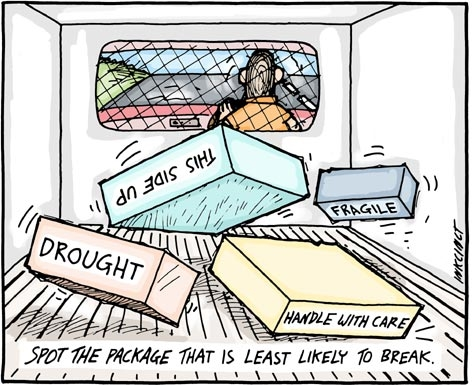 THIS SIDE UP
FRAGILE
DROUGHT
HANDLE WITH CARE
SPOT THE PACKAGE THAT IS LEAST LIKELY TO BREAK.